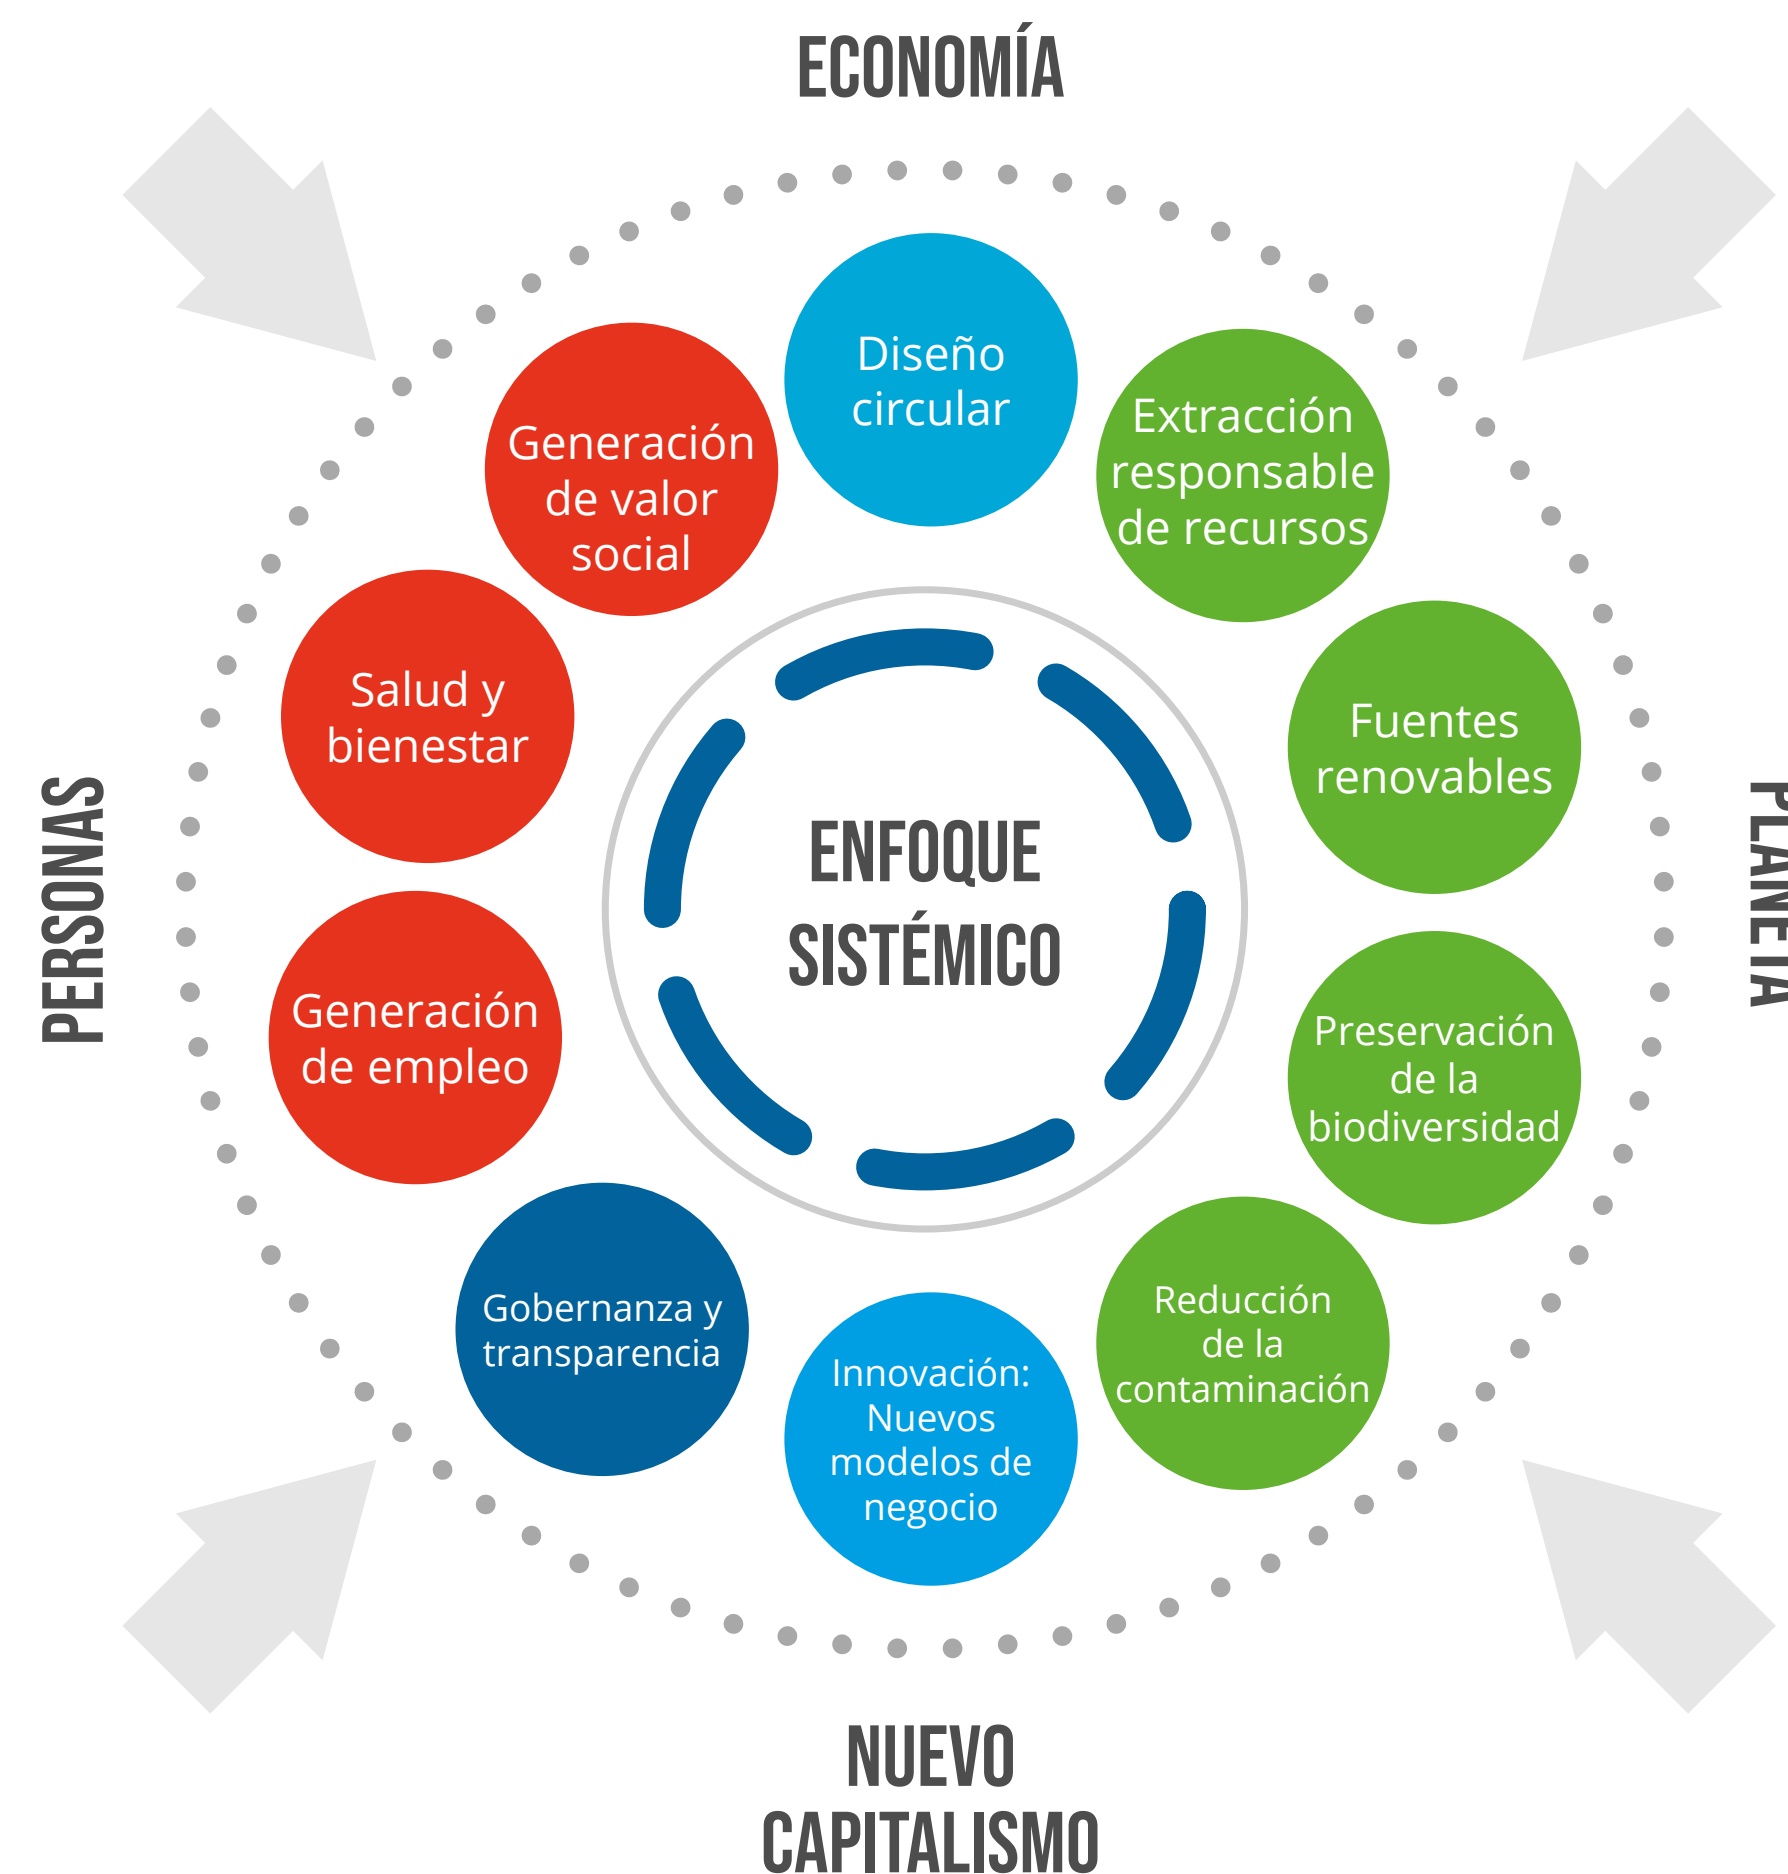 ECONOMÍA
Diseño
circular
Extracción
responsable
de recursos
Fuentes
renovables
Preservación
de la
biodiversidad
Reducción
de la
contaminación
Innovación:
Nuevos
modelos de
negocio
Gobernanza y
transparencia
Generación
de empleo
Salud y
bienestar
Generación
de valor
social
ENFOQUE
SISTÉMICO
PERSONAS
PLANETA
NUEVO
CAPITALISMO